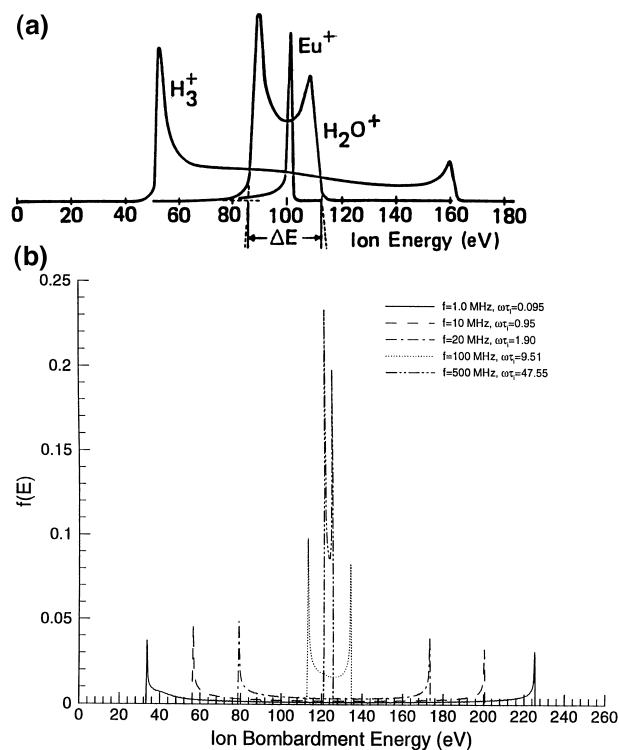 (a)
H₃⁺
Eu⁺
H₂O⁺
0 40 60 80 100 120 140 160 180
ΔE
Ion Energy (eV)
(b)
0.25
0.2
0.15
0.1
0.05
0
f(E)
f=1.0 MHz, ωτᵢ=0.095
f=10 MHz, ωτᵢ=0.95
f=20 MHz, ωτᵢ=1.90
f=100 MHz, ωτᵢ=9.51
f=500 MHz, ωτᵢ=47.55
0 20 40 60 80 100 120 140 160 180 200 220 240 260
Ion Bombardment Energy (eV)